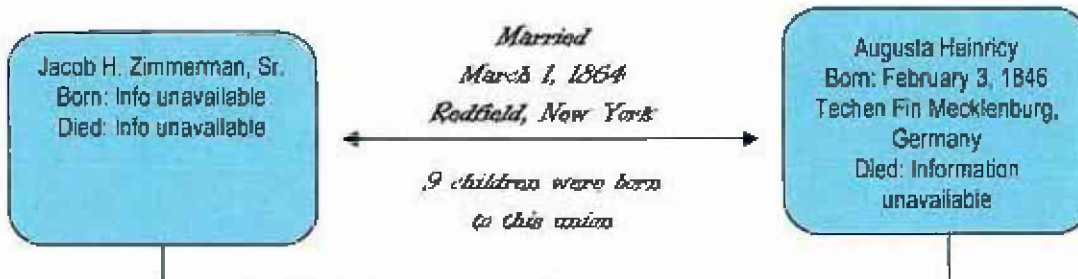 Jacob H. Zimmerman, Sr.
Born: Info unavailable
Died: Info unavailable
Married
March 1, 1864
Redfield, New York
9 children were born
to this union
Augusta Heinricy
Born: February 3, 1846
Techen Fin Mecklenburg,
Germany
Died: Information
unavailable